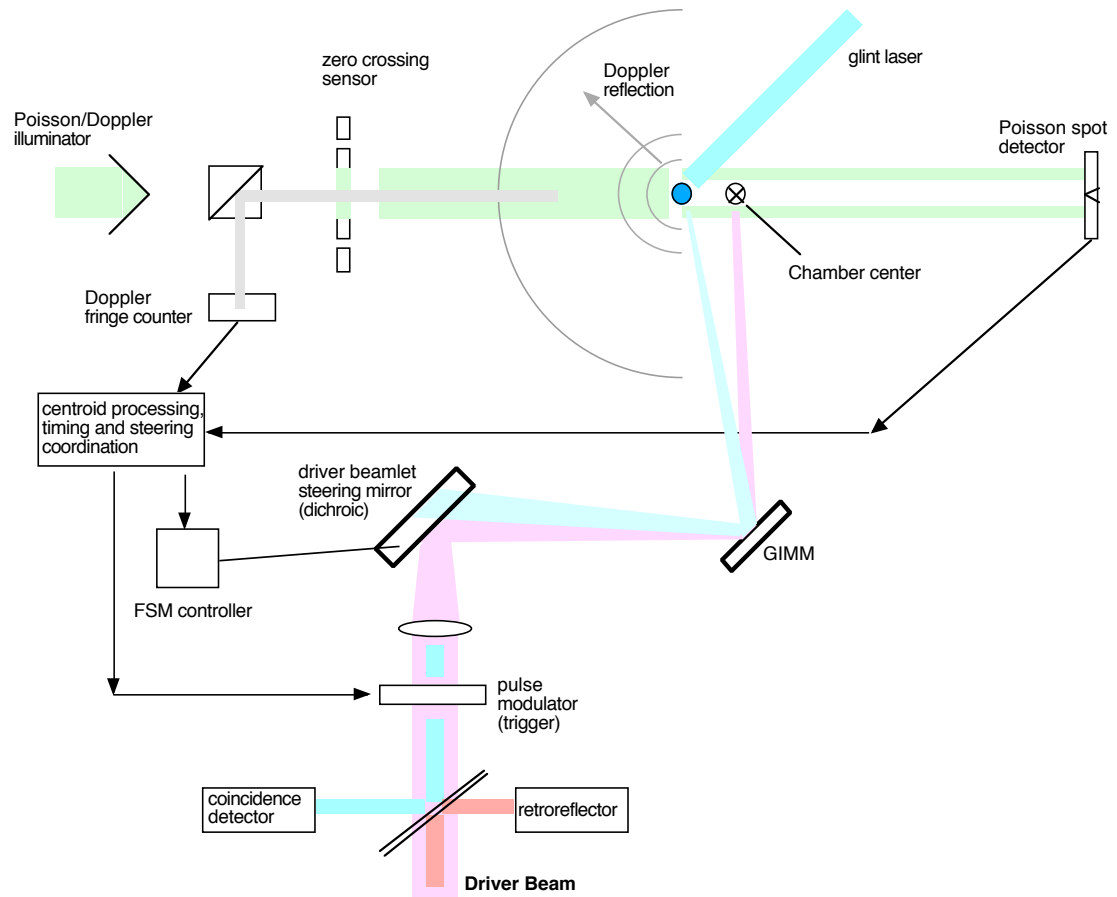 zero crossing
sensor
Doppler
reflection
glint laser
Poisson/Doppler
illuminator
Poisson spot
detector
Chamber center
Doppler
fringe counter
centroid processing,
timing and steering
coordination
driver beamlet
steering mirror
(dichroic)
GIMM
FSM controller
pulse
modulator
(trigger)
coincidence
detector
retroreflector
Driver Beam